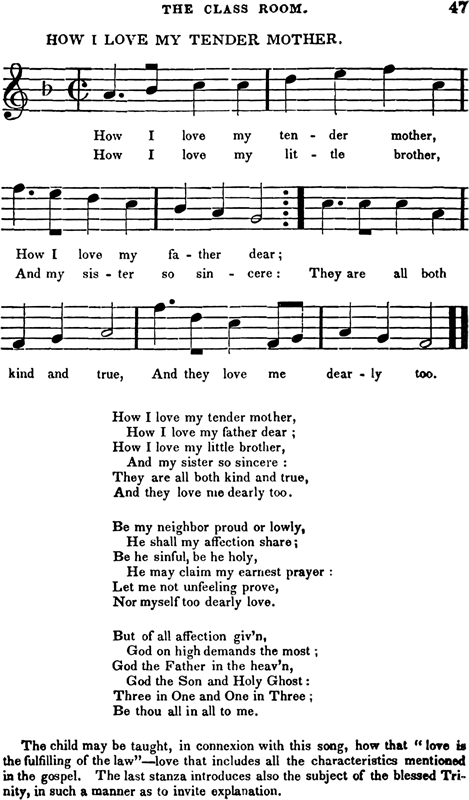 THE CLASS ROOM. 47
HOW I LOVE MY TENDER MOTHER.
How I love my ten - der mother,
How I love my lit - tle brother,
How I love my fa - ther dear;
And my sis - ter so sin - cere: They are all both
kind and true, And they love me dear - ly too.
How I love my tender mother,
How I love my father dear;
How I love my little brother,
And my sister so sincere:
They are all both kind and true,
And they love me dearly too.
Be my neighbor proud or lowly,
He shall my affection share;
Be he sinful, be he holy,
He may claim my earnest prayer:
Let me not unfeeling prove,
Nor myself too dearly love.
But of all affection giv'n,
God on high demands the most;
God the Father in the heav'n,
God the Son and Holy Ghost:
Three in One and One in Three;
Be thou all in all to me.
The child may be taught, in connexion with this song, how that "love is
the fulfilling of the law"—love that includes all the characteristics mentioned
in the gospel. The last stanza introduces also the subject of the blessed Tri-
nity, in such a manner as to invite explanation.